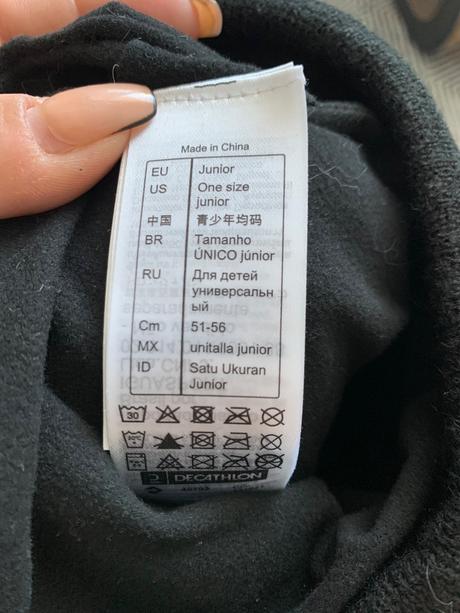 Made in China
EU Junior
US One size
junior
中国 青少年均码
BR Tamanho
ÚNICO júnior
RU Для детей
универсальн
ый
Cm 51-56
MX unitalla junior
ID Satu Ukuran
Junior
30
DECATHLON